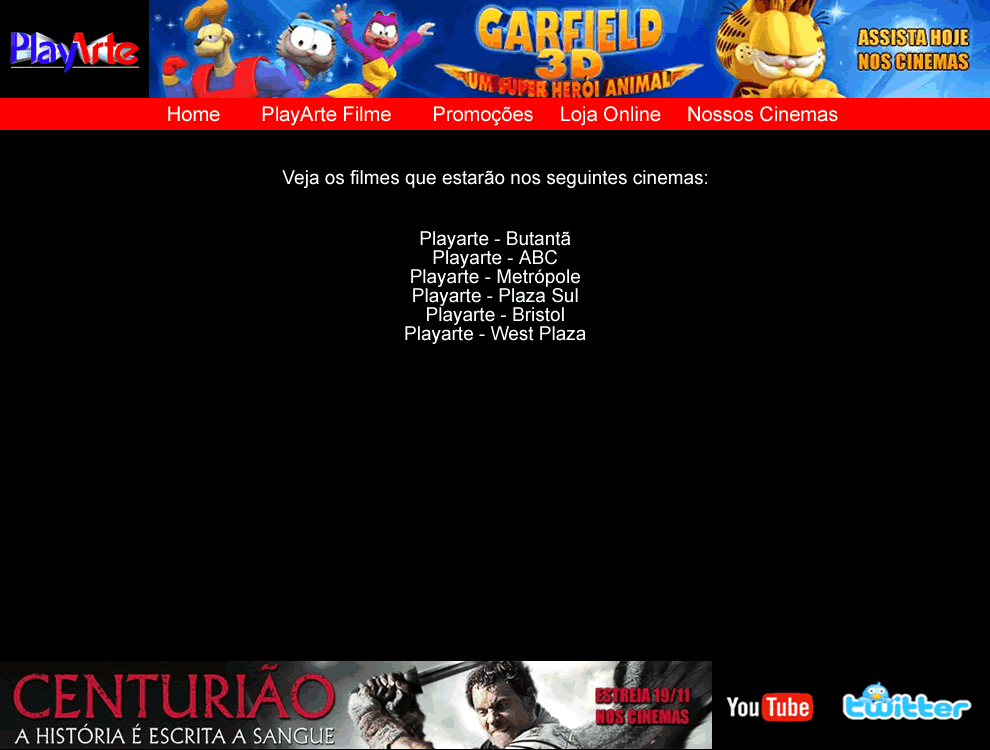 PlayArte
GARFIELD
3D
UM SUPER HERÓI ANIMAL
ASSISTA HOJE
NOS CINEMAS
Home PlayArte Filme Promoções Loja Online Nossos Cinemas
Veja os filmes que estarão nos seguintes cinemas:
Playarte - Butantã
Playarte - ABC
Playarte - Metrópole
Playarte - Plaza Sul
Playarte - Bristol
Playarte - West Plaza
CENTURIÃO
A HISTÓRIA É ESCRITA A SANGUE
ESTREIA 19/11
NOS CINEMAS
YouTube
twitter